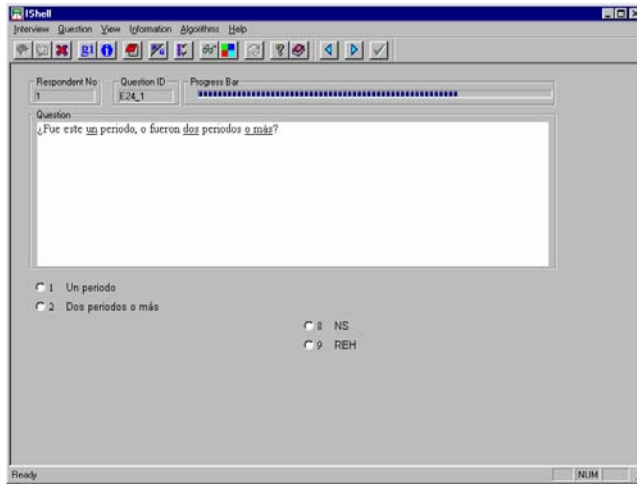 IShell
Interview Question View Information Algorithms Help
Respondent No Question ID Progress Bar
1 E24_1
Question
¿Fue este un periodo, o fueron dos periodos o más?
1 Un periodo
2 Dos periodos o más
8 NS
9 REH
Ready NUM